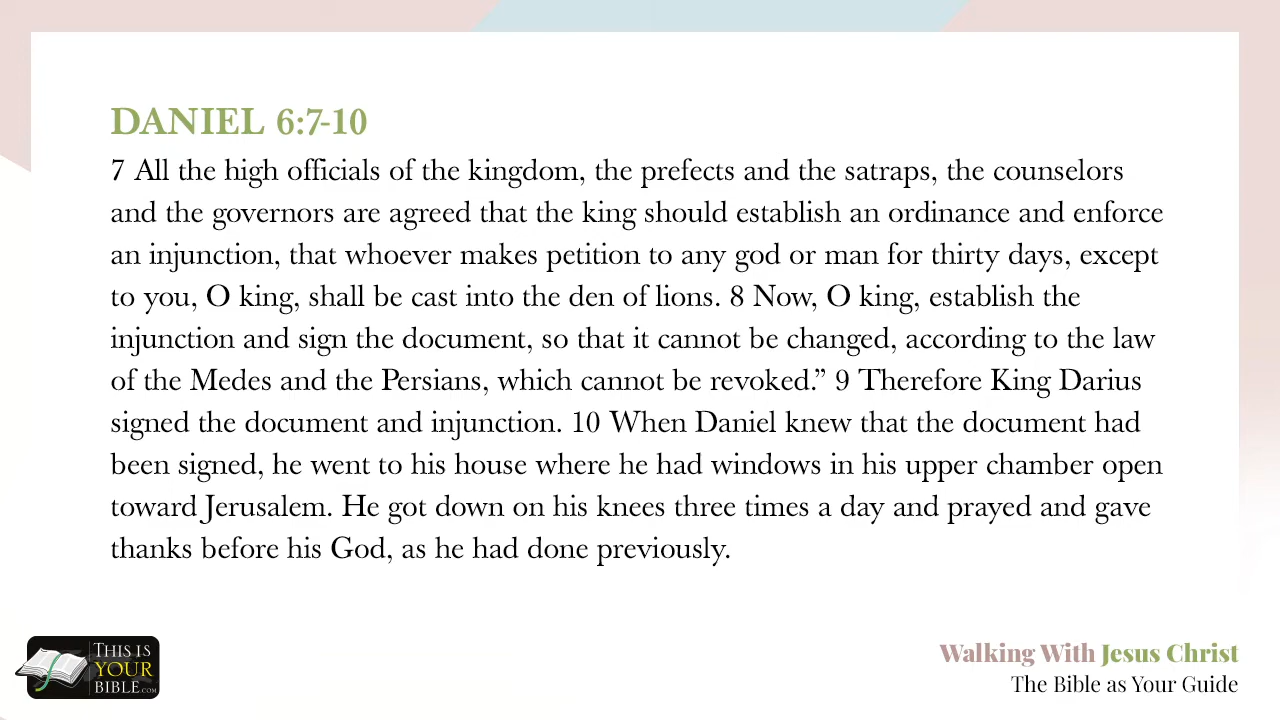 DANIEL 6:7-10
7 All the high officials of the kingdom, the prefects and the satraps, the counselors
and the governors are agreed that the king should establish an ordinance and enforce
an injunction, that whoever makes petition to any god or man for thirty days, except
to you, O king, shall be cast into the den of lions. 8 Now, O king, establish the
injunction and sign the document, so that it cannot be changed, according to the law
of the Medes and the Persians, which cannot be revoked.” 9 Therefore King Darius
signed the document and injunction. 10 When Daniel knew that the document had
been signed, he went to his house where he had windows in his upper chamber open
toward Jerusalem. He got down on his knees three times a day and prayed and gave
thanks before his God, as he had done previously.
THIS IS
YOUR
BIBLE.COM
Walking With Jesus Christ
The Bible as Your Guide